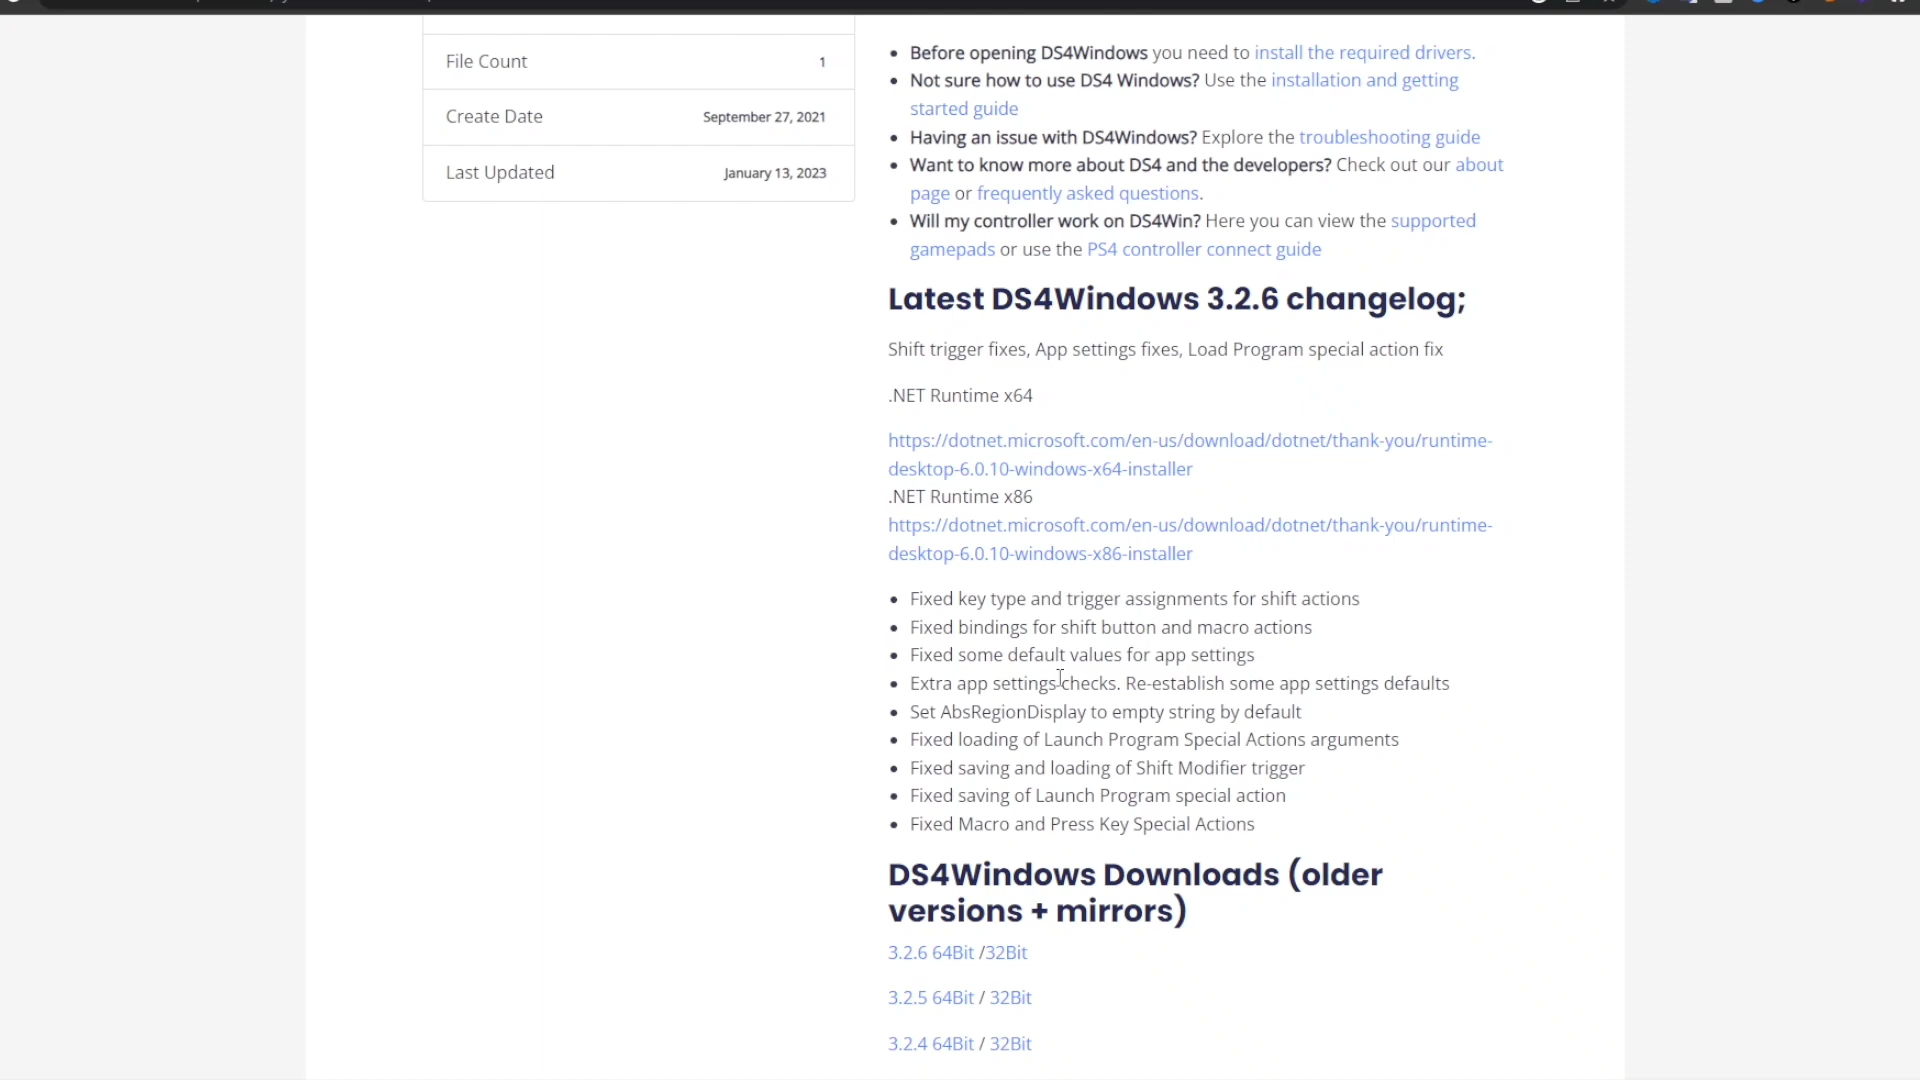 File Count 1
Create Date September 27, 2021
Last Updated January 13, 2023
Before opening DS4Windows you need to install the required drivers.
Not sure how to use DS4 Windows? Use the installation and getting
started guide
Having an issue with DS4Windows? Explore the troubleshooting guide
Want to know more about DS4 and the developers? Check out our about
page or frequently asked questions.
Will my controller work on DS4Win? Here you can view the supported
gamepads or use the PS4 controller connect guide
Latest DS4Windows 3.2.6 changelog;
Shift trigger fixes, App settings fixes, Load Program special action fix
.NET Runtime x64
https://dotnet.microsoft.com/en-us/download/dotnet/thank-you/runtime-
desktop-6.0.10-windows-x64-installer
.NET Runtime x86
https://dotnet.microsoft.com/en-us/download/dotnet/thank-you/runtime-
desktop-6.0.10-windows-x86-installer
Fixed key type and trigger assignments for shift actions
Fixed bindings for shift button and macro actions
Fixed some default values for app settings
Extra app settings checks. Re-establish some app settings defaults
Set AbsRegionDisplay to empty string by default
Fixed loading of Launch Program Special Actions arguments
Fixed saving and loading of Shift Modifier trigger
Fixed saving of Launch Program special action
Fixed Macro and Press Key Special Actions
DS4Windows Downloads (older
versions + mirrors)
3.2.6 64Bit /32Bit
3.2.5 64Bit / 32Bit
3.2.4 64Bit / 32Bit